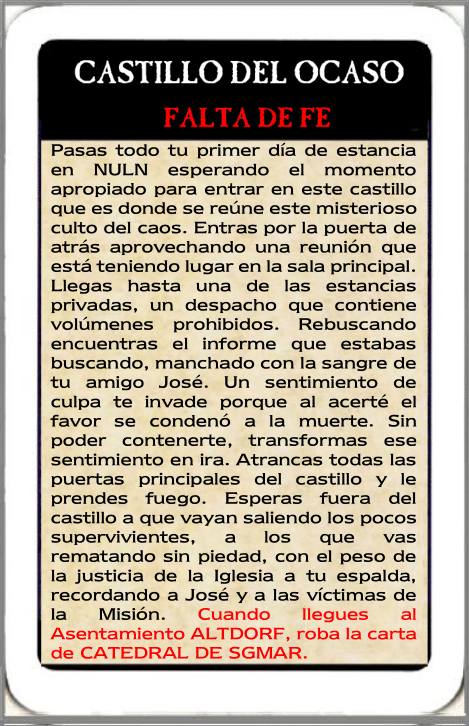 CASTILLO DEL OCASO
FALTA DE FE
Pasas todo tu primer día de estancia
en NULN esperando el momento
apropiado para entrar en este castillo
que es donde se reúne este misterioso
culto del caos. Entras por la puerta de
atrás aprovechando una reunión que
está teniendo lugar en la sala principal.
Llegas hasta una de las estancias
privadas, un despacho que contiene
volúmenes prohibidos. Rebuscando
encuentras el informe que estabas
buscando, manchado con la sangre de
tu amigo José. Un sentimiento de
culpa te invade porque al acerté el
favor se condenó a la muerte. Sin
poder contenerte, transformas ese
sentimiento en ira. Atrancas todas las
puertas principales del castillo y le
prendes fuego. Esperas fuera del
castillo a que vayan saliendo los pocos
supervivientes, a los que vas
rematando sin piedad, con el peso de
la justicia de la Iglesia a tu espalda,
recordando a José y a las víctimas de
la Misión. Cuando llegues al
Asentamiento ALTDORF, roba la carta
de CATEDRAL DE SGMAR.